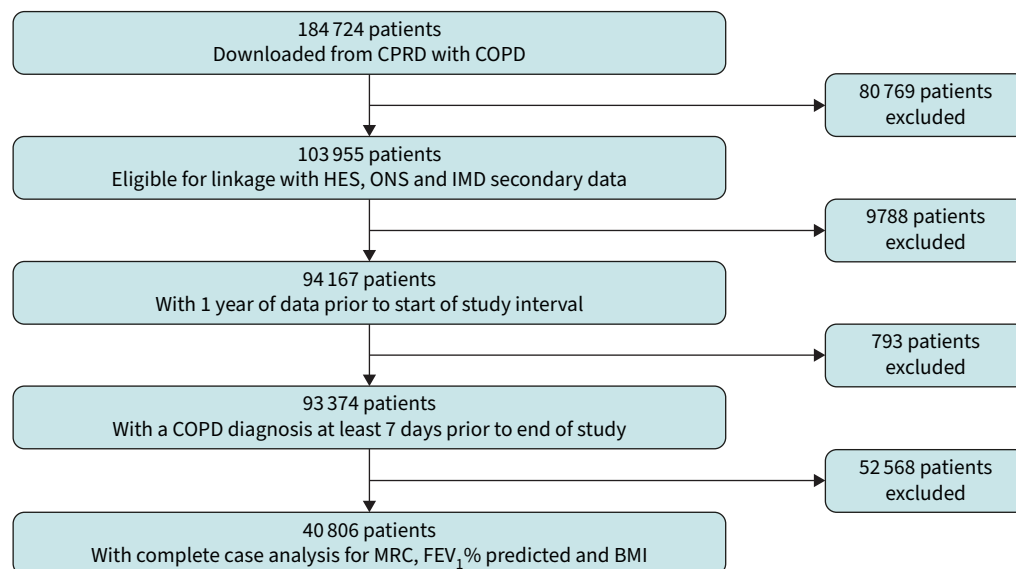 184 724 patients
Downloaded from CPRD with COPD
80 769 patients
excluded
103 955 patients
Eligible for linkage with HES, ONS and IMD secondary data
9788 patients
excluded
94 167 patients
With 1 year of data prior to start of study interval
793 patients
excluded
93 374 patients
With a COPD diagnosis at least 7 days prior to end of study
52 568 patients
excluded
40 806 patients
With complete case analysis for MRC, FEV₁% predicted and BMI